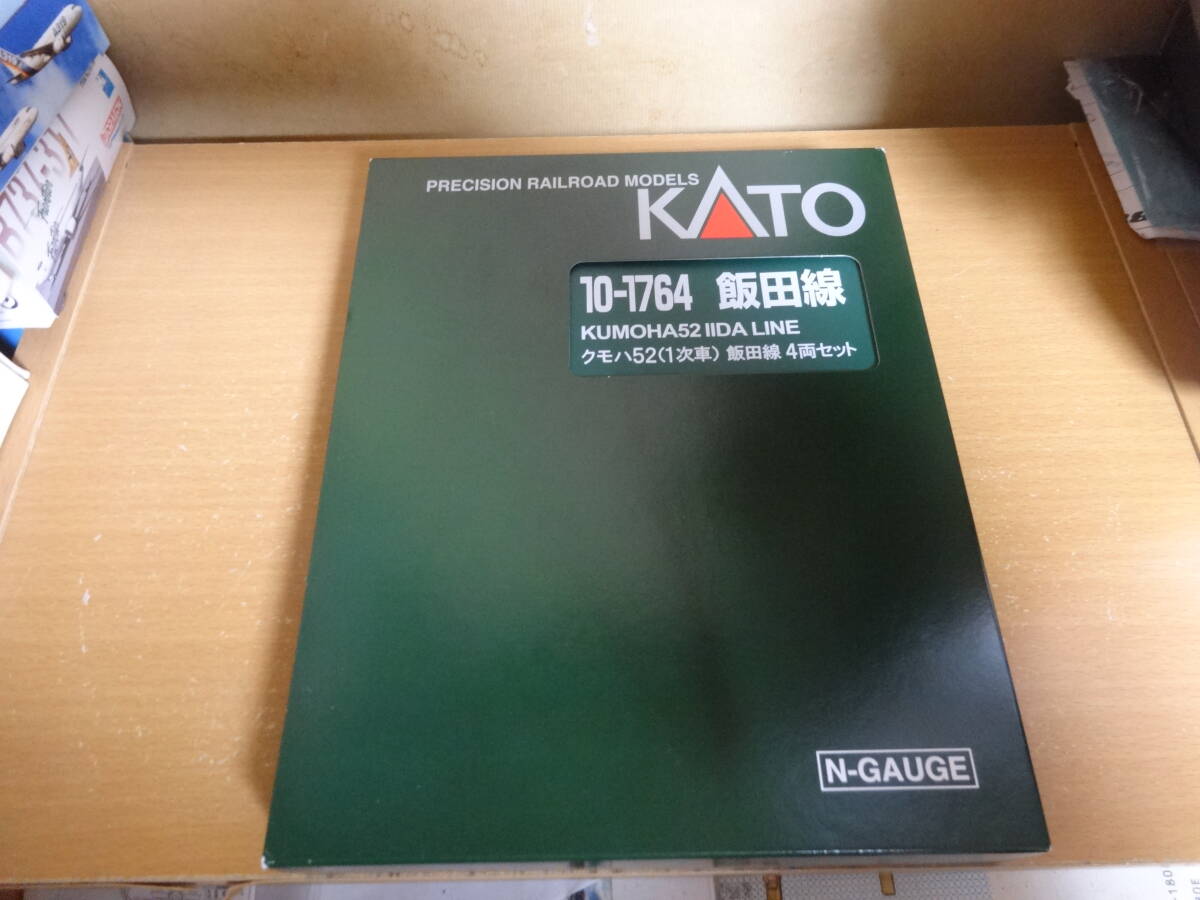 PRECISION RAILROAD MODELS
KATO
10-1764 飯田線
KUMOHA52 IIDA LINE
クモハ52(1次車) 飯田線 4両セット
N-GAUGE